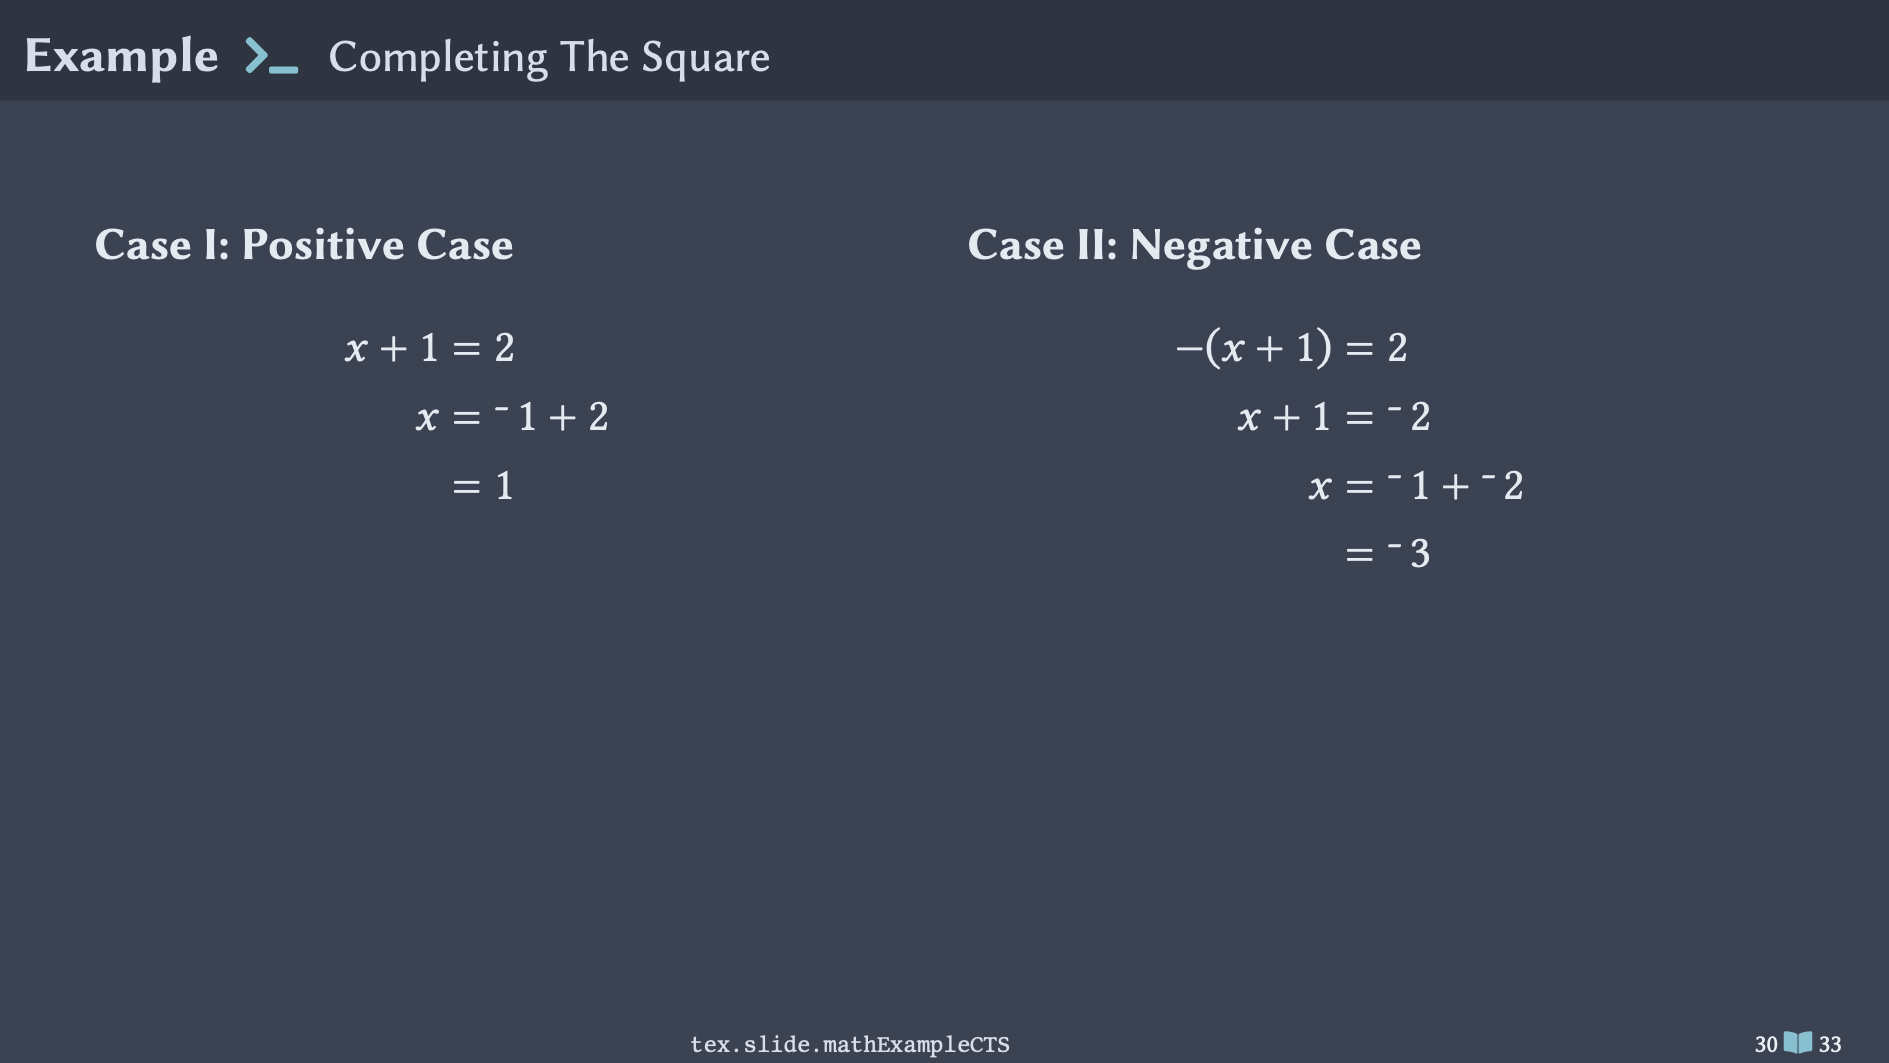 Example Completing The Square
Case I: Positive Case
x + 1 = 2
x = ⁻1 + 2
= 1
Case II: Negative Case
−(x + 1) = 2
x + 1 = ⁻2
x = ⁻1 + ⁻2
= ⁻3
tex.slide.mathExampleCTS
30 33